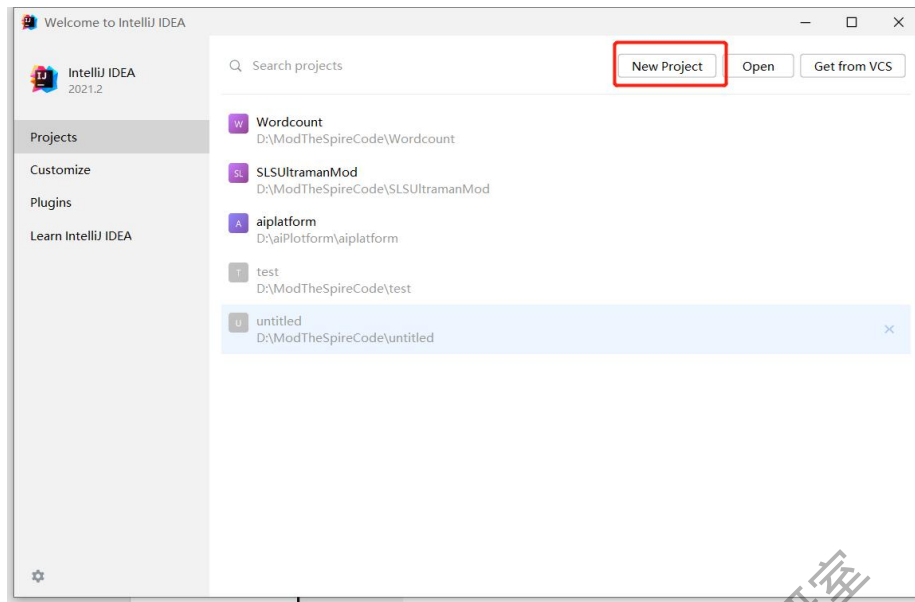 Welcome to IntelliJ IDEA
IntelliJ IDEA
2021.2
Search projects
New Project
Open
Get from VCS
Projects
Customize
Plugins
Learn IntelliJ IDEA
W
Wordcount
D:\ModTheSpireCode\Wordcount
SL
SLSUltramanMod
D:\ModTheSpireCode\SLSUltramanMod
A
aiplatform
D:\aiPlotform\aiplatform
T
test
D:\ModTheSpireCode\test
U
untitled
D:\ModTheSpireCode\untitled
室